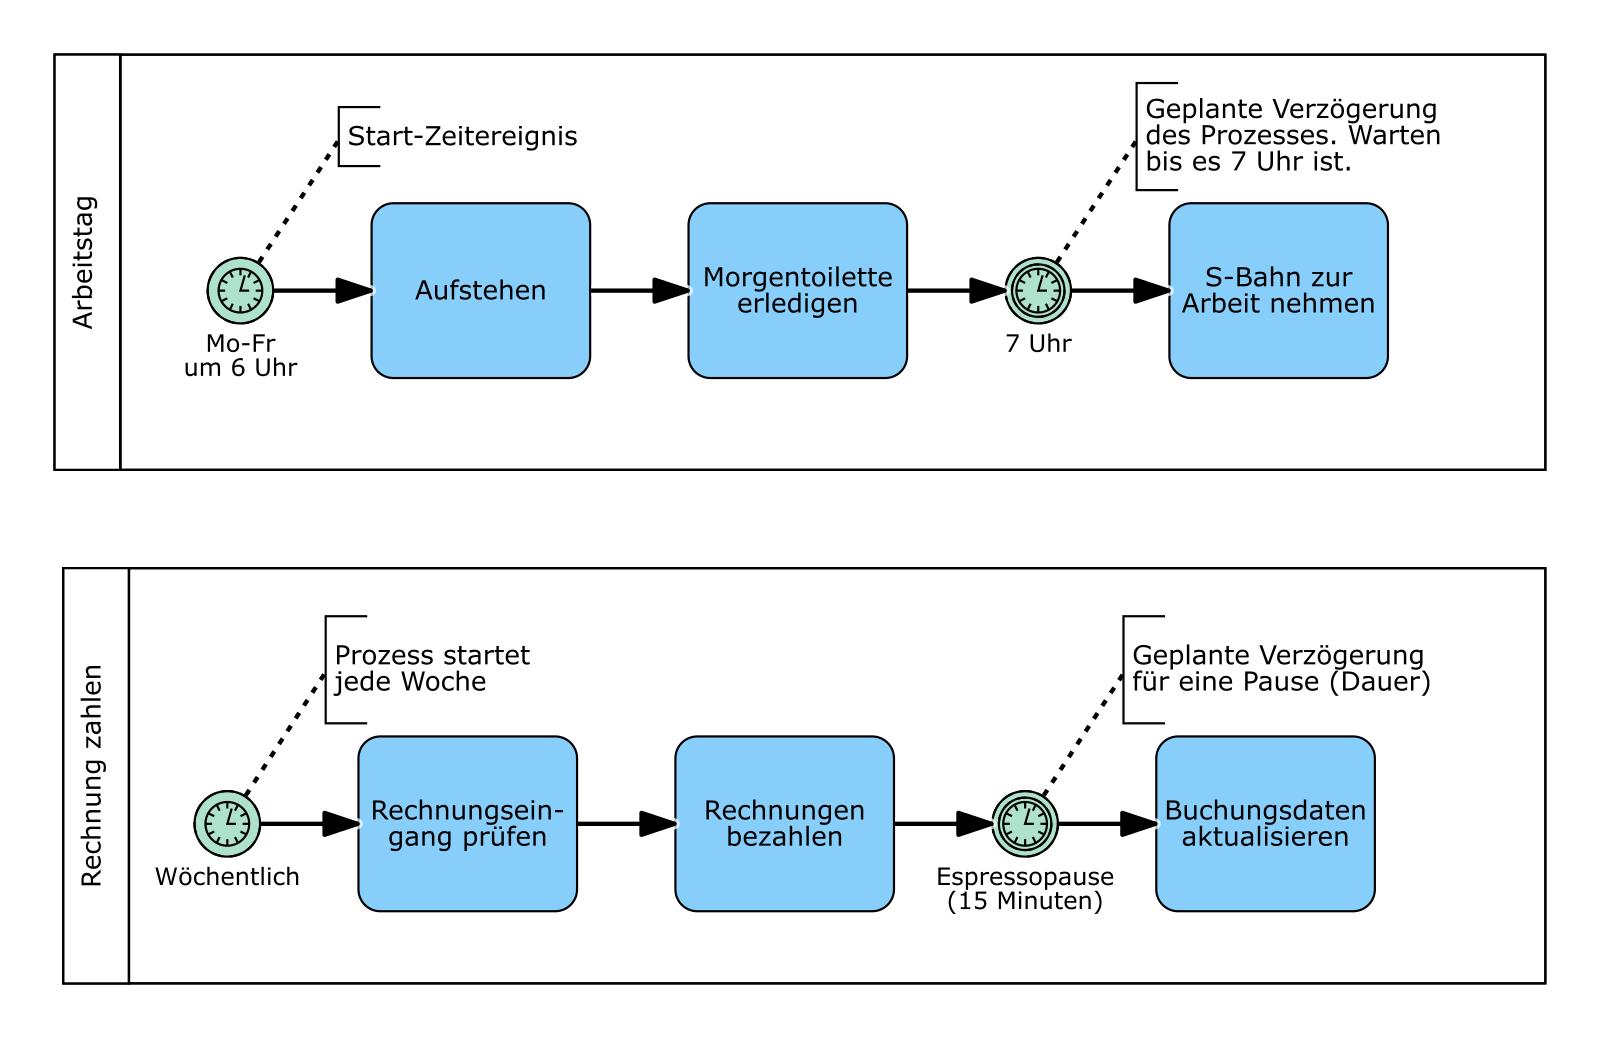 Arbeitstag
Start-Zeitereignis
Geplante Verzögerung
des Prozesses. Warten
bis es 7 Uhr ist.
Aufstehen
Morgentoilette
erledigen
S-Bahn zur
Arbeit nehmen
Mo-Fr
um 6 Uhr
7 Uhr
Rechnung zahlen
Prozess startet
jede Woche
Geplante Verzögerung
für eine Pause (Dauer)
Rechnungsein-
gang prüfen
Rechnungen
bezahlen
Buchungsdaten
aktualisieren
Wöchentlich
Espressopause
(15 Minuten)